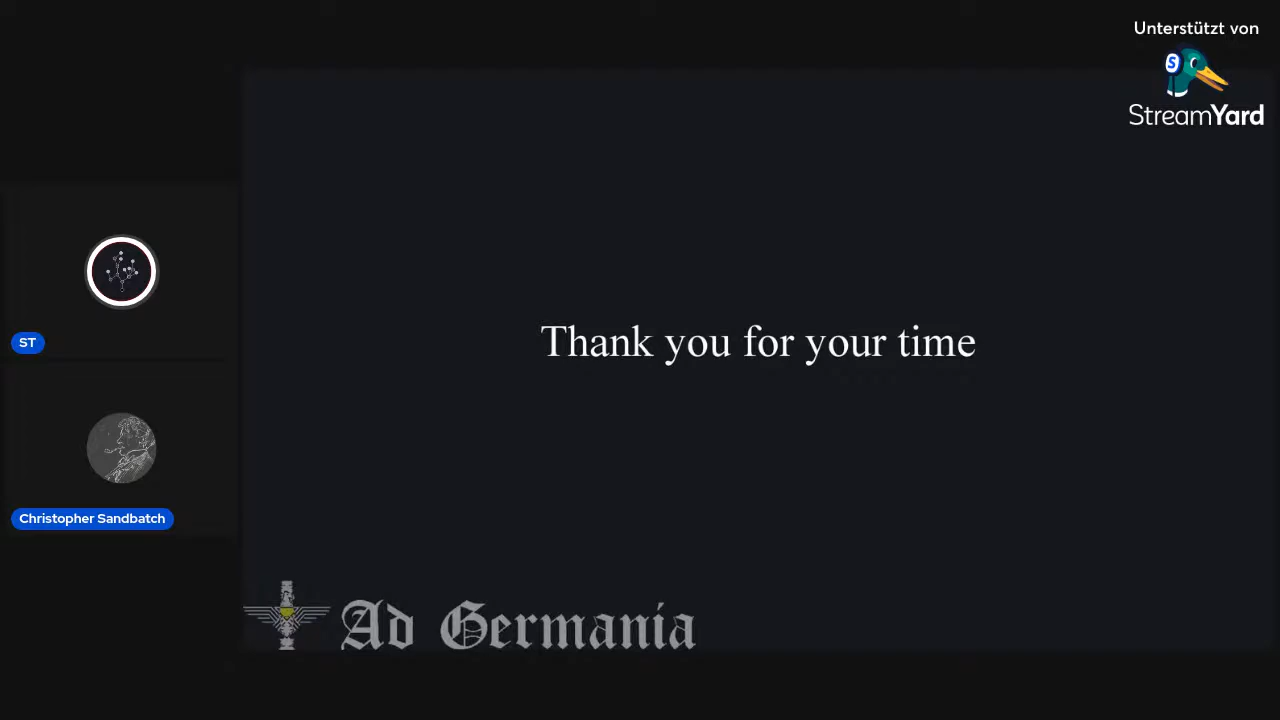 Unterstützt von
S
StreamYard
ST
Thank you for your time
Christopher Sandbatch
Ad Germania